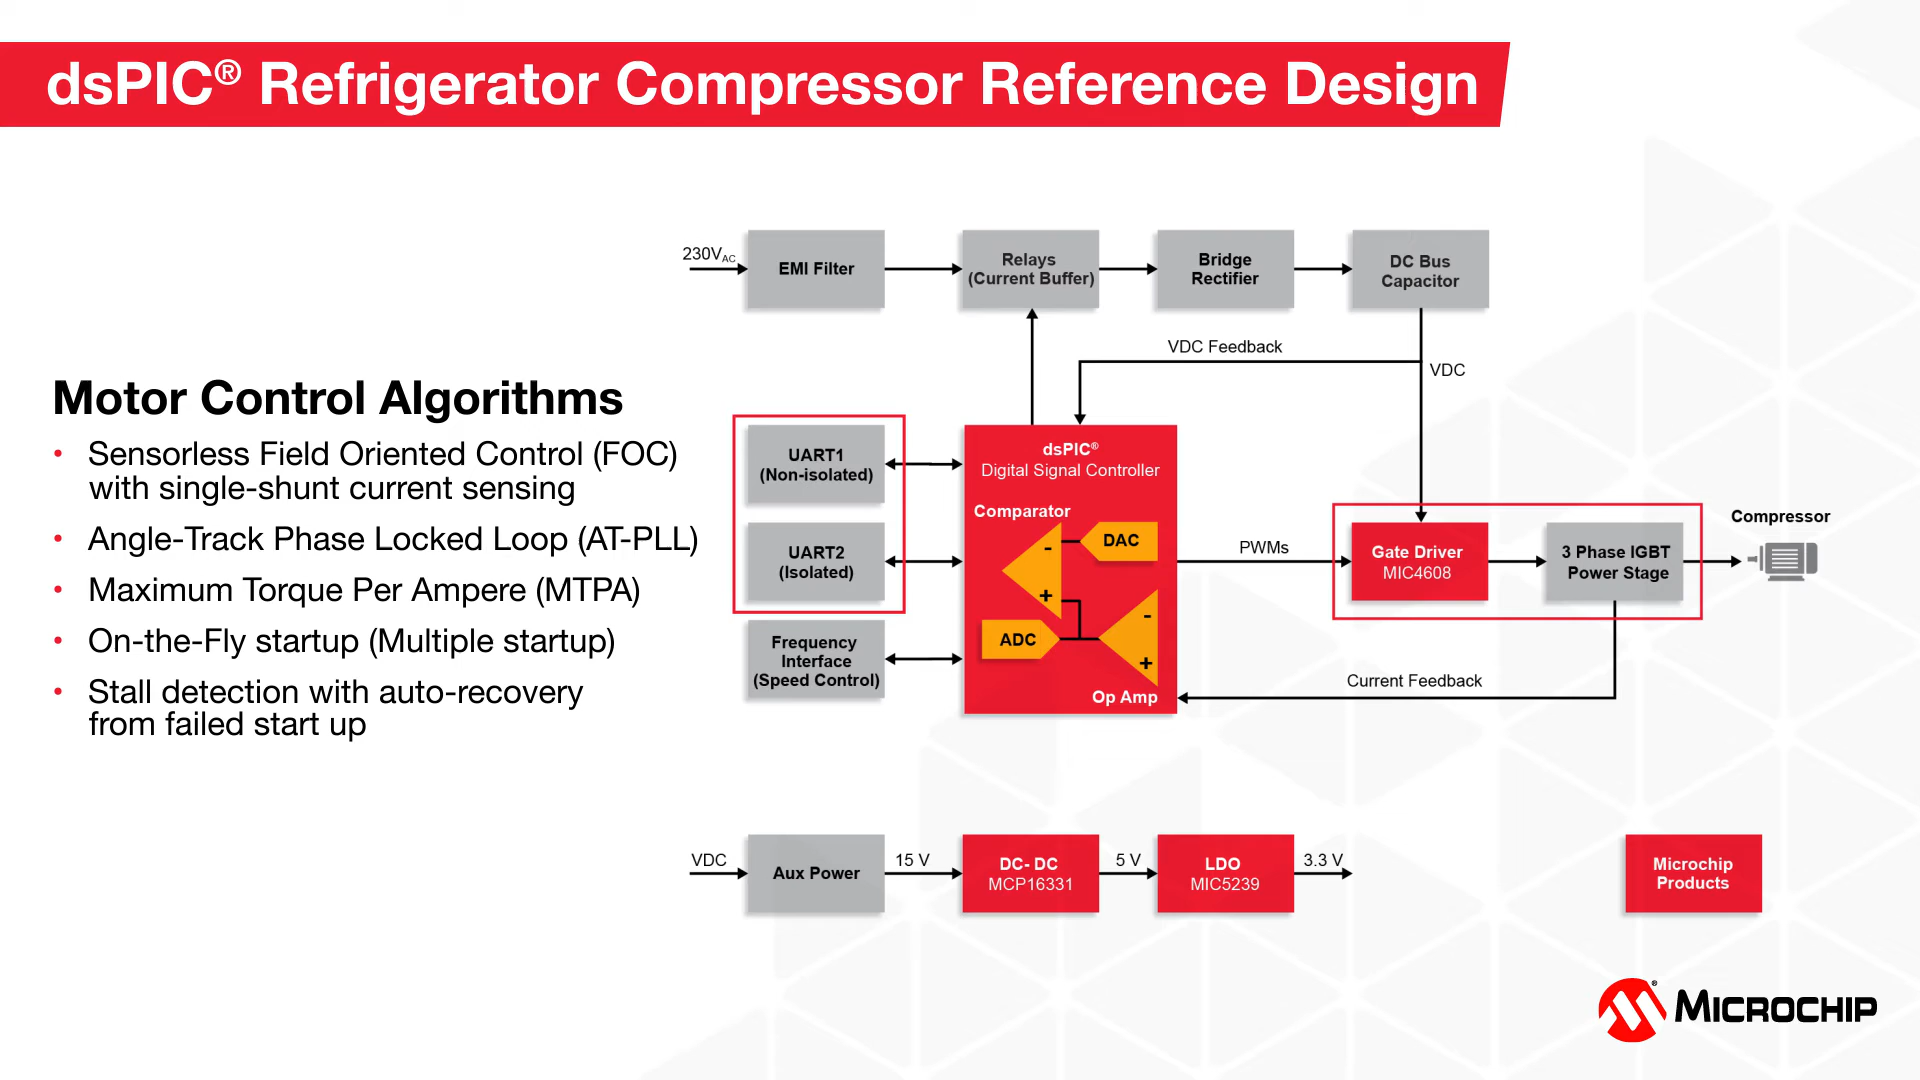 dsPIC® Refrigerator Compressor Reference Design
Motor Control Algorithms
• Sensorless Field Oriented Control (FOC)
with single-shunt current sensing
• Angle-Track Phase Locked Loop (AT-PLL)
• Maximum Torque Per Ampere (MTPA)
• On-the-Fly startup (Multiple startup)
• Stall detection with auto-recovery
from failed start up
230VAC
EMI Filter
Relays
(Current Buffer)
Bridge
Rectifier
DC Bus
Capacitor
VDC Feedback
VDC
UART1
(Non-isolated)
UART2
(Isolated)
Frequency
Interface
(Speed Control)
dsPIC®
Digital Signal Controller
Comparator
-
DAC
+
ADC
-
+
Op Amp
PWMs
Gate Driver
MIC4608
3 Phase IGBT
Power Stage
Compressor
Current Feedback
VDC
Aux Power
15 V
DC- DC
MCP16331
5 V
LDO
MIC5239
3.3 V
Microchip
Products
® MICROCHIP